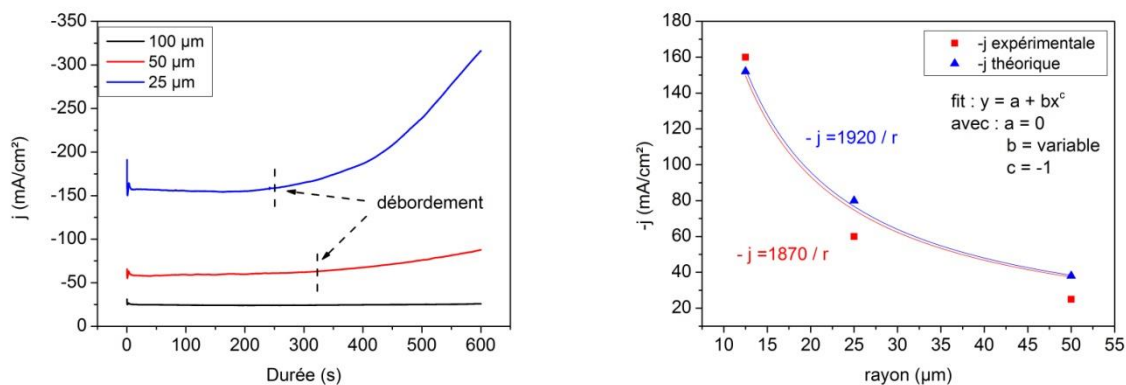 -350
-300
-250
-200
-150
-100
-50
0
j (mA/cm²)
100 µm
50 µm
25 µm
débordement
0 100 200 300 400 500 600
Durée (s)
160
140
120
100
80
60
40
20
-j (mA/cm²)
-j expérimentale
-j théorique
fit : y = a + bx^c
avec : a = 0
b = variable
c = -1
- j =1920 / r
- j =1870 / r
10 15 20 25 30 35 40 45 50 55
rayon (µm)